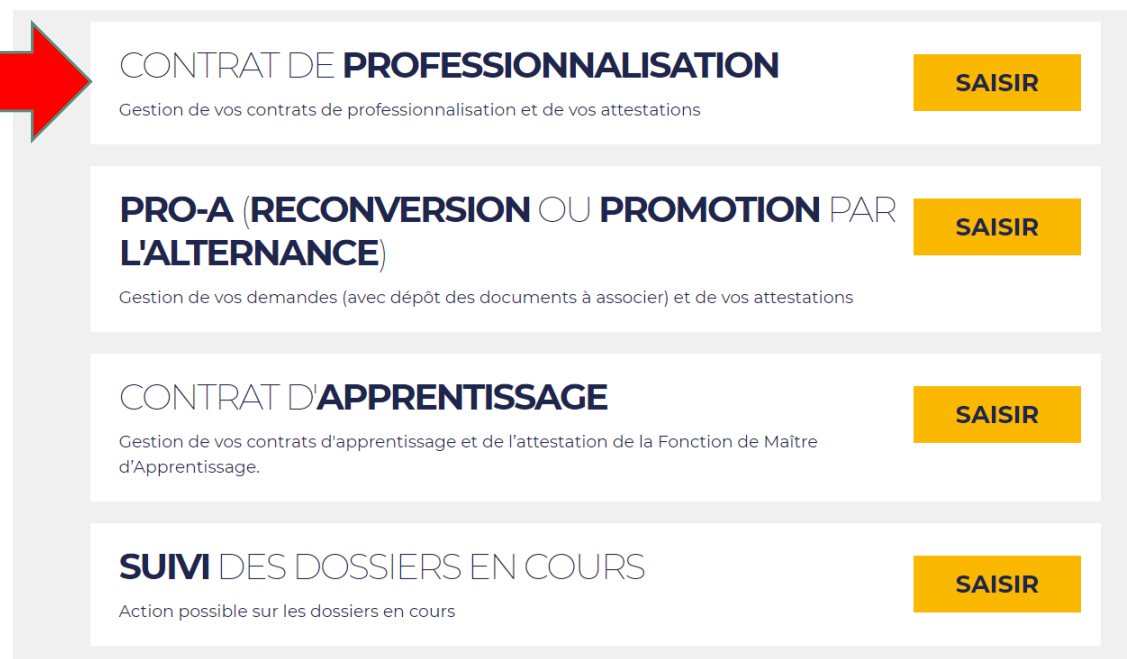 CONTRAT DE PROFESSIONNALISATION
SAISIR
Gestion de vos contrats de professionnalisation et de vos attestations
PRO-A (RECONVERSION OU PROMOTION PAR
L'ALTERNANCE)
SAISIR
Gestion de vos demandes (avec dépôt des documents à associer) et de vos attestations
CONTRAT D'APPRENTISSAGE
SAISIR
Gestion de vos contrats d'apprentissage et de l’attestation de la Fonction de Maître
d’Apprentissage.
SUIVI DES DOSSIERS EN COURS
SAISIR
Action possible sur les dossiers en cours